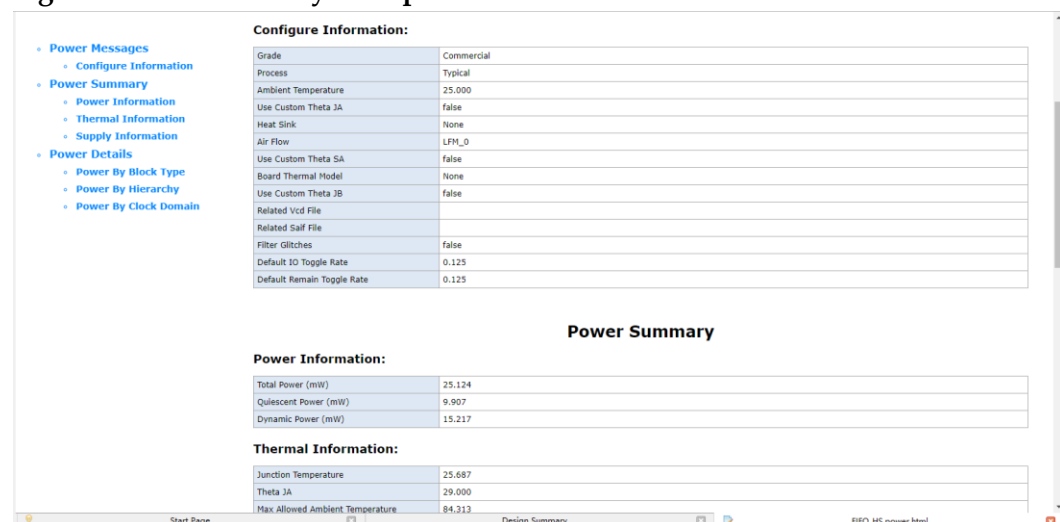 Configure Information:
Power Messages
Configure Information
Power Summary
Power Information
Thermal Information
Supply Information
Power Details
Power By Block Type
Power By Hierarchy
Power By Clock Domain
Grade Commercial
Process Typical
Ambient Temperature 25.000
Use Custom Theta JA false
Heat Sink None
Air Flow LFM_0
Use Custom Theta SA false
Board Thermal Model None
Use Custom Theta JB false
Related Vcd File
Related Saif File
Filter Glitches false
Default IO Toggle Rate 0.125
Default Remain Toggle Rate 0.125
Power Summary
Power Information:
Total Power (mW) 25.124
Quiescent Power (mW) 9.907
Dynamic Power (mW) 15.217
Thermal Information:
Junction Temperature 25.687
Theta JA 29.000
Max Allowed Ambient Temperature 84.313
Start Page Design Summary FIFO_HS.power.html